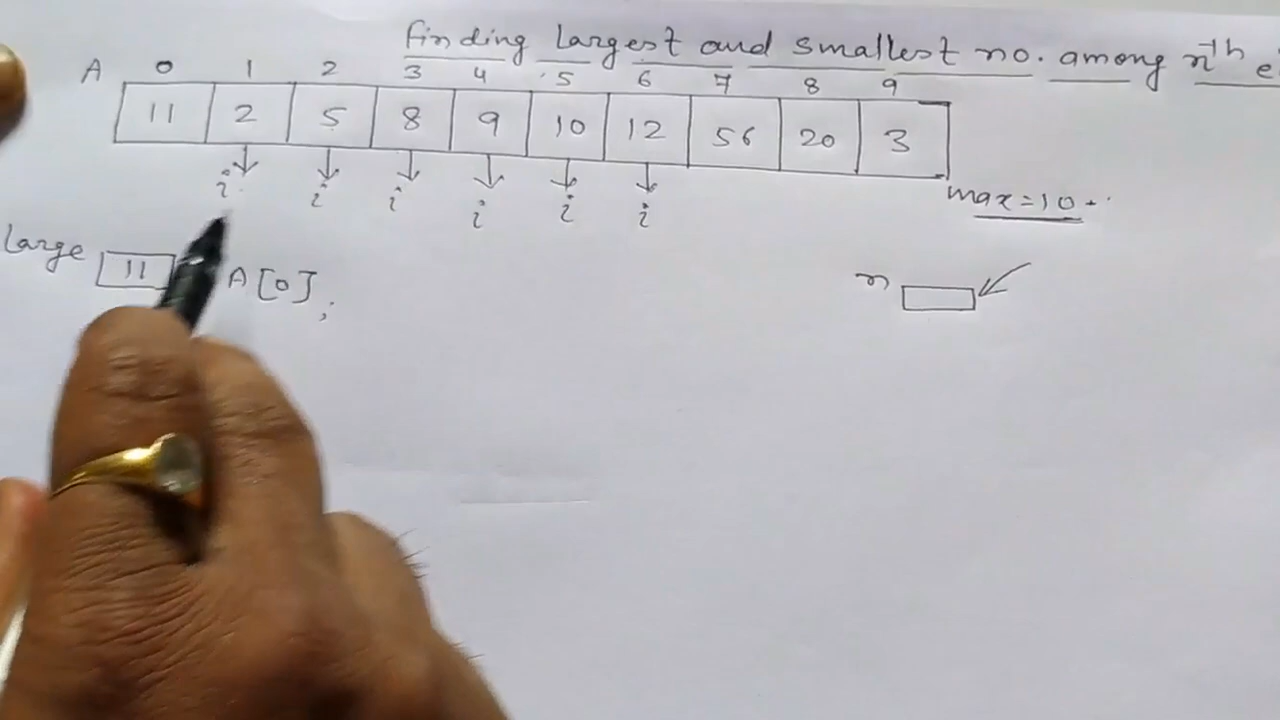 Finding largest and smallest no. among nth e
A 0 1 2 3 4 5 6 7 8 9
11 2 5 8 9 10 12 56 20 3
i i i i i i
max=10
Large 11 A[0];
n